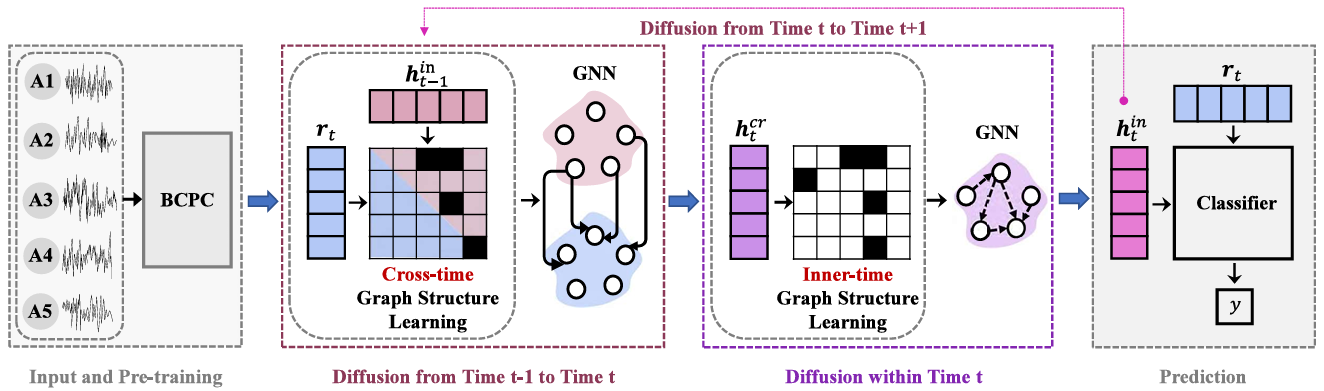 Diffusion from Time t to Time t+1
A1
A2
A3
A4
A5
BCPC
Input and Pre-training
h_{t-1}^{in}
r_t
Cross-time
Graph Structure
Learning
GNN
Diffusion from Time t-1 to Time t
h_t^{cr}
Inner-time
Graph Structure
Learning
GNN
Diffusion within Time t
r_t
h_t^{in}
Classifier
y
Prediction